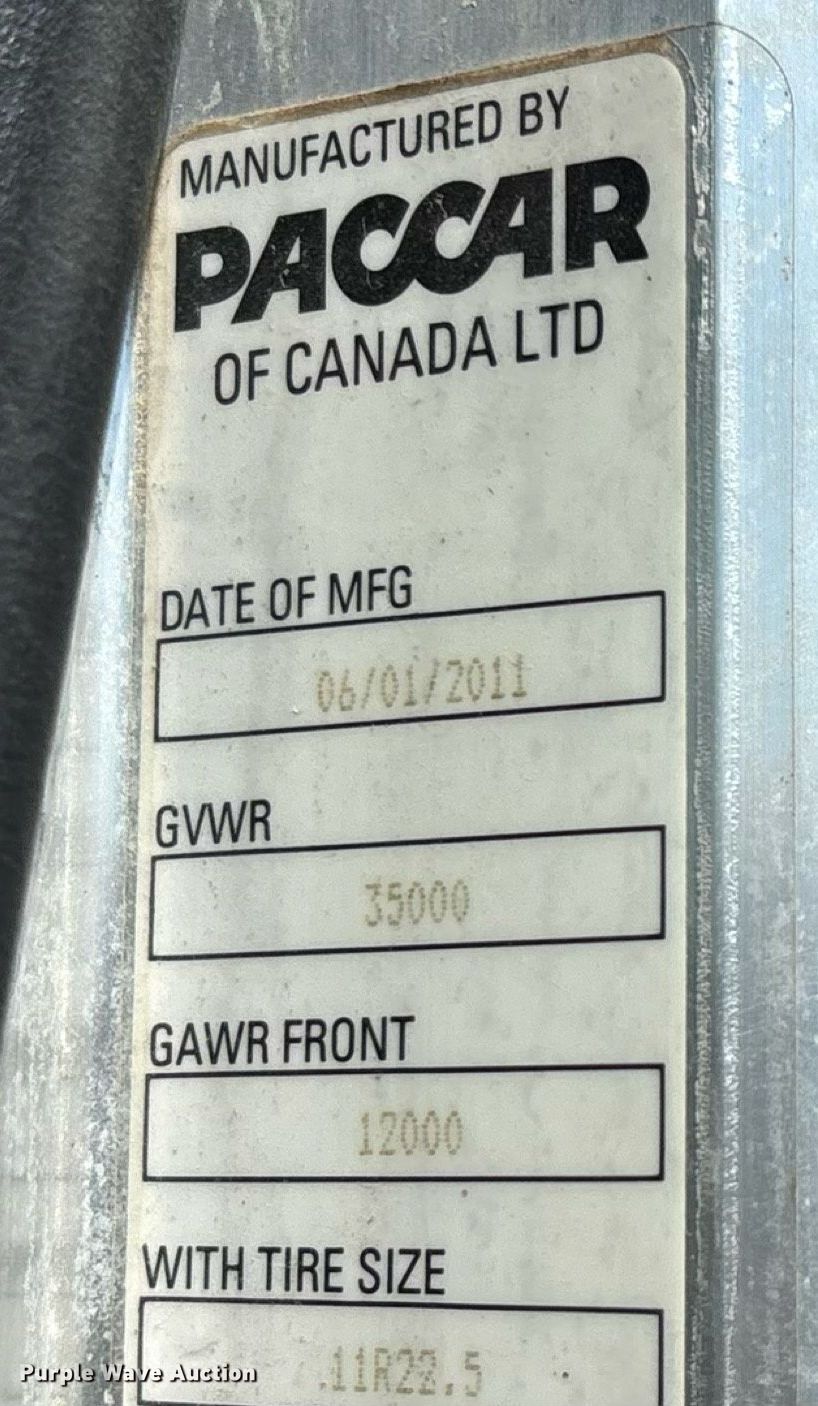 MANUFACTURED BY
PACCAR
OF CANADA LTD
DATE OF MFG
06/01/2011
GVWR
35000
GAWR FRONT
12000
WITH TIRE SIZE
11R22.5
Purple Wave Auction